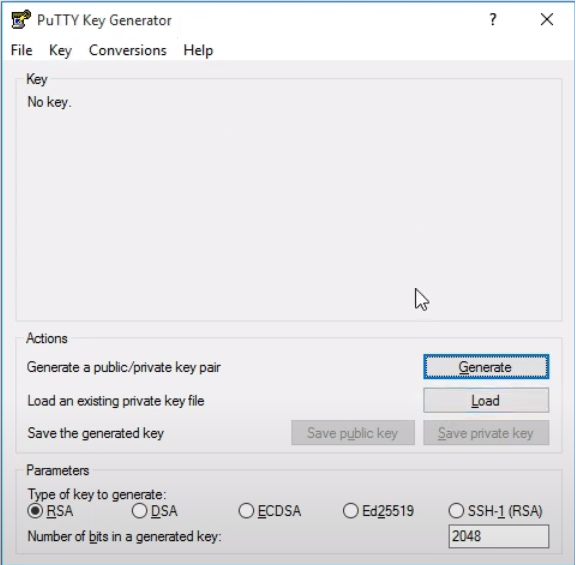 PuTTY Key Generator
?
File Key Conversions Help
Key
No key.
Actions
Generate a public/private key pair
Generate
Load an existing private key file
Load
Save the generated key
Save public key
Save private key
Parameters
Type of key to generate:
RSA DSA ECDSA Ed25519 SSH-1 (RSA)
Number of bits in a generated key:
2048